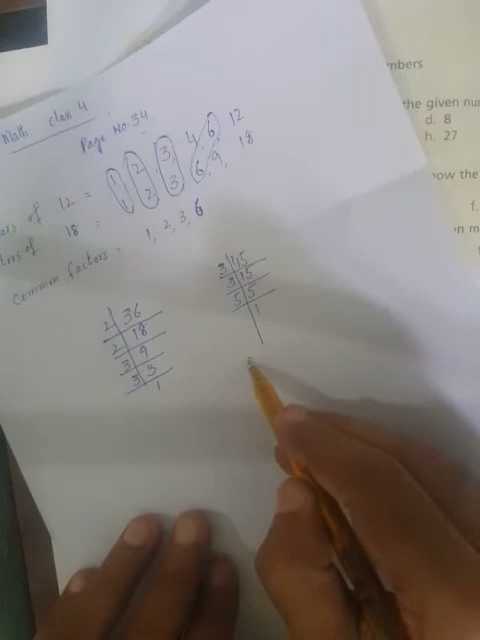 Math class 4
Page No. 34
ors of 12 = 1 2 3 4 6 12
tors of 18 = 1 2 3 6, 9, 18
Common factors = 1, 2, 3, 6
3 45
3 15
5 5
1
2 36
2 18
3 9
3 3
1
mbers
the given nu
d. 8
h. 27
ow the
f.
n m